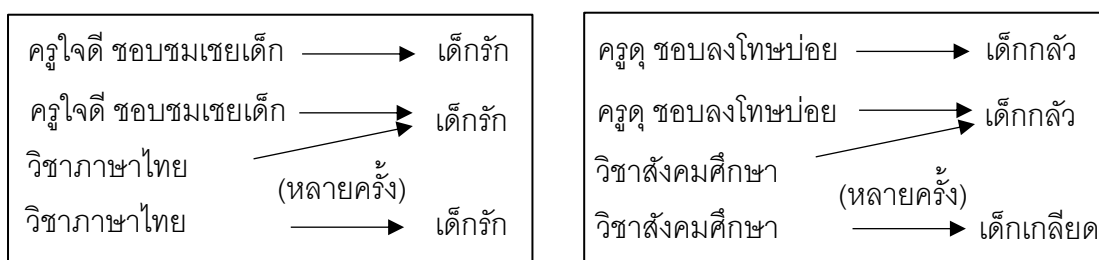 ครูใจดี ชอบชมเชยเด็ก เด็กรัก
ครูใจดี ชอบชมเชยเด็ก เด็กรัก
วิชาภาษาไทย
(หลายครั้ง)
วิชาภาษาไทย เด็กรัก
ครูดุ ชอบลงโทษบ่อย เด็กกลัว
ครูดุ ชอบลงโทษบ่อย เด็กกลัว
วิชาสังคมศึกษา
(หลายครั้ง)
วิชาสังคมศึกษา เด็กเกลียด